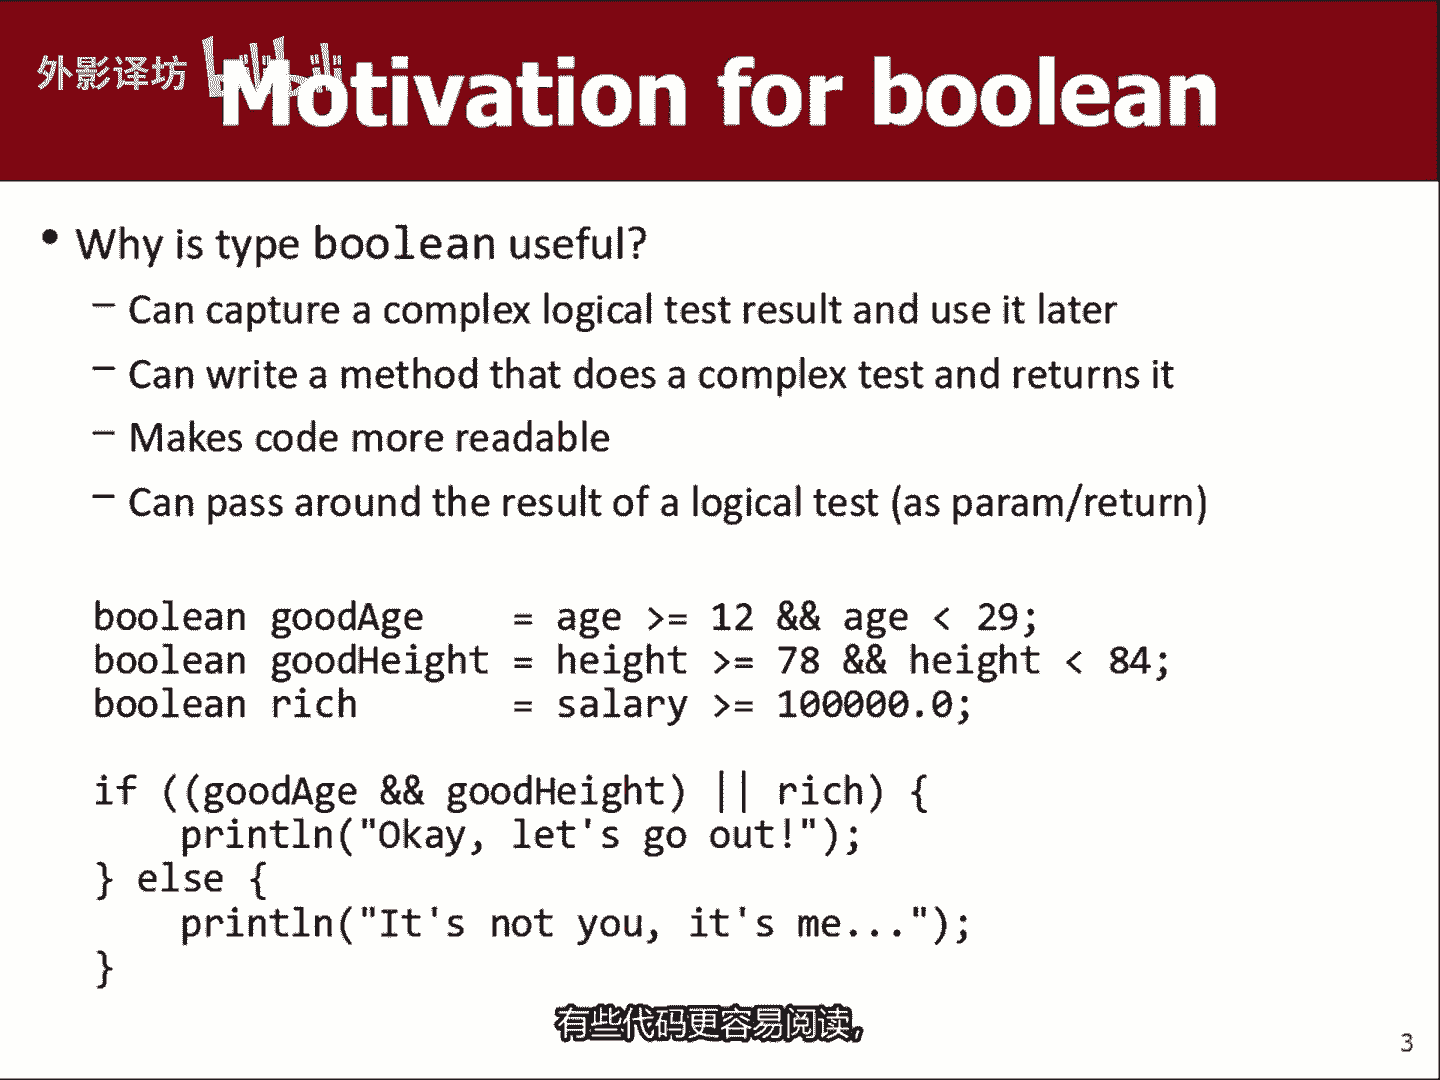 外影译坊 bilibili
Motivation for boolean
• Why is type boolean useful?
– Can capture a complex logical test result and use it later
– Can write a method that does a complex test and returns it
– Makes code more readable
– Can pass around the result of a logical test (as param/return)
boolean goodAge    = age >= 12 && age < 29;
boolean goodHeight = height >= 78 && height < 84;
boolean rich       = salary >= 100000.0;
if ((goodAge && goodHeight) || rich) {
    println("Okay, let's go out!");
} else {
    println("It's not you, it's me...");
}
有些代码更容易阅读,
3